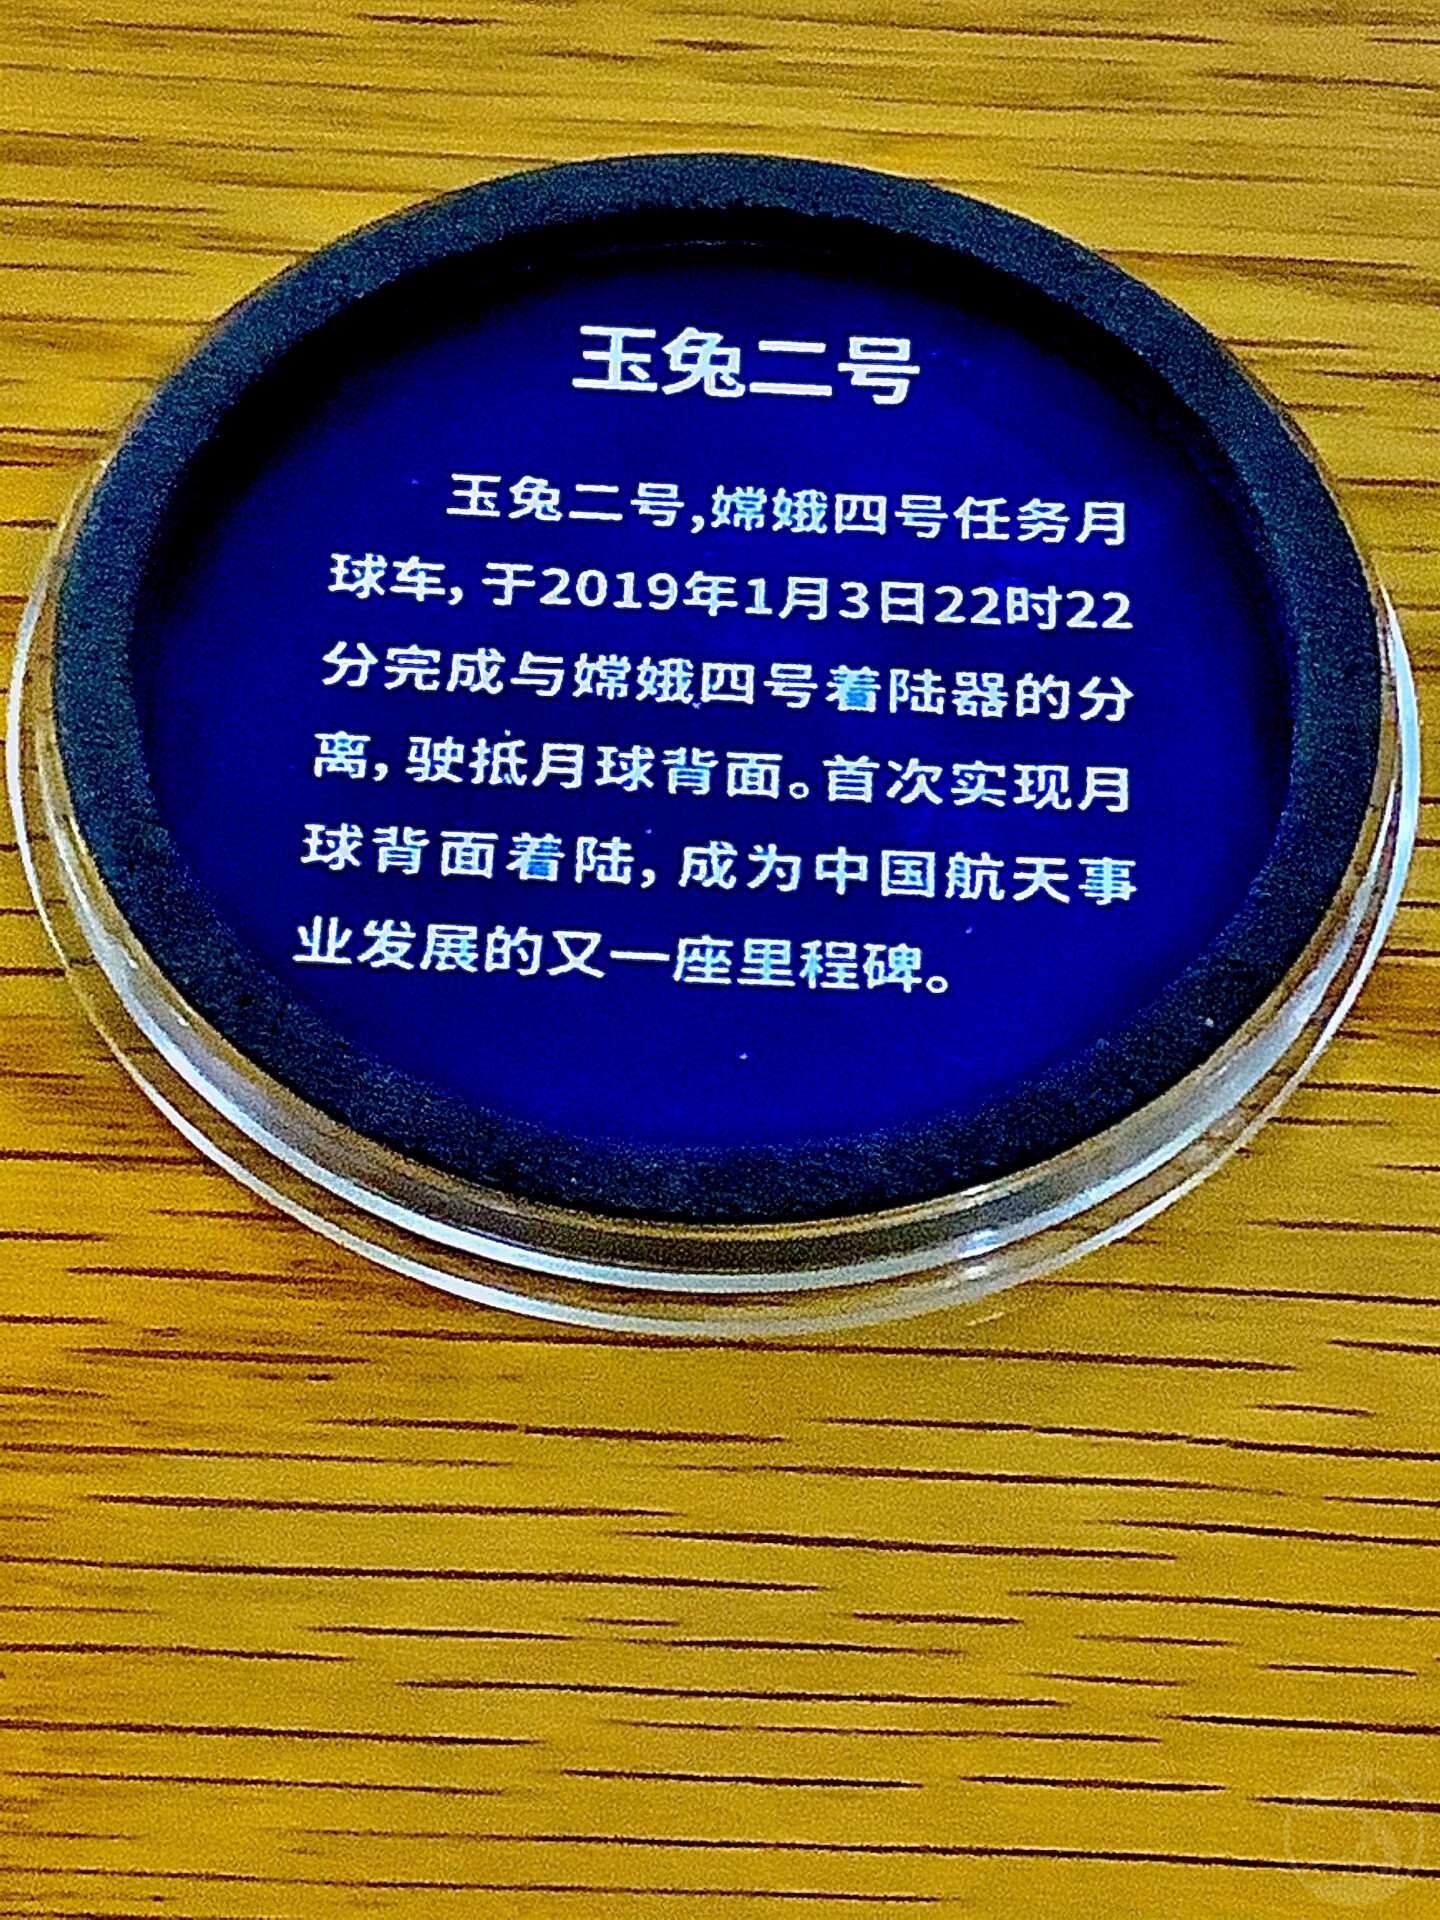 玉兔二号
玉兔二号,嫦娥四号任务月
球车,于2019年1月3日22时22
分完成与嫦娥四号着陆器的分
离,驶抵月球背面。首次实现月
球背面着陆,成为中国航天事
业发展的又一座里程碑。